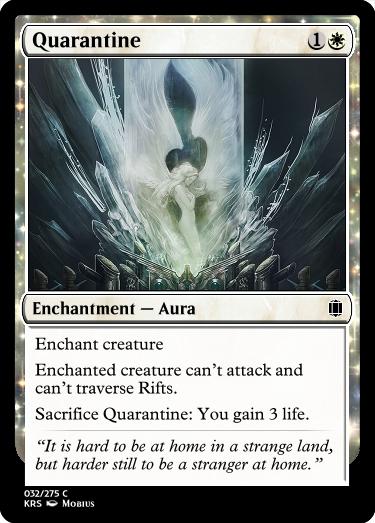 Quarantine 1
Enchantment — Aura
Enchant creature
Enchanted creature can't attack and
can't traverse Rifts.
Sacrifice Quarantine: You gain 3 life.
“It is hard to be at home in a strange land,
but harder still to be a stranger at home.”
032/275 C
KRS Mobius